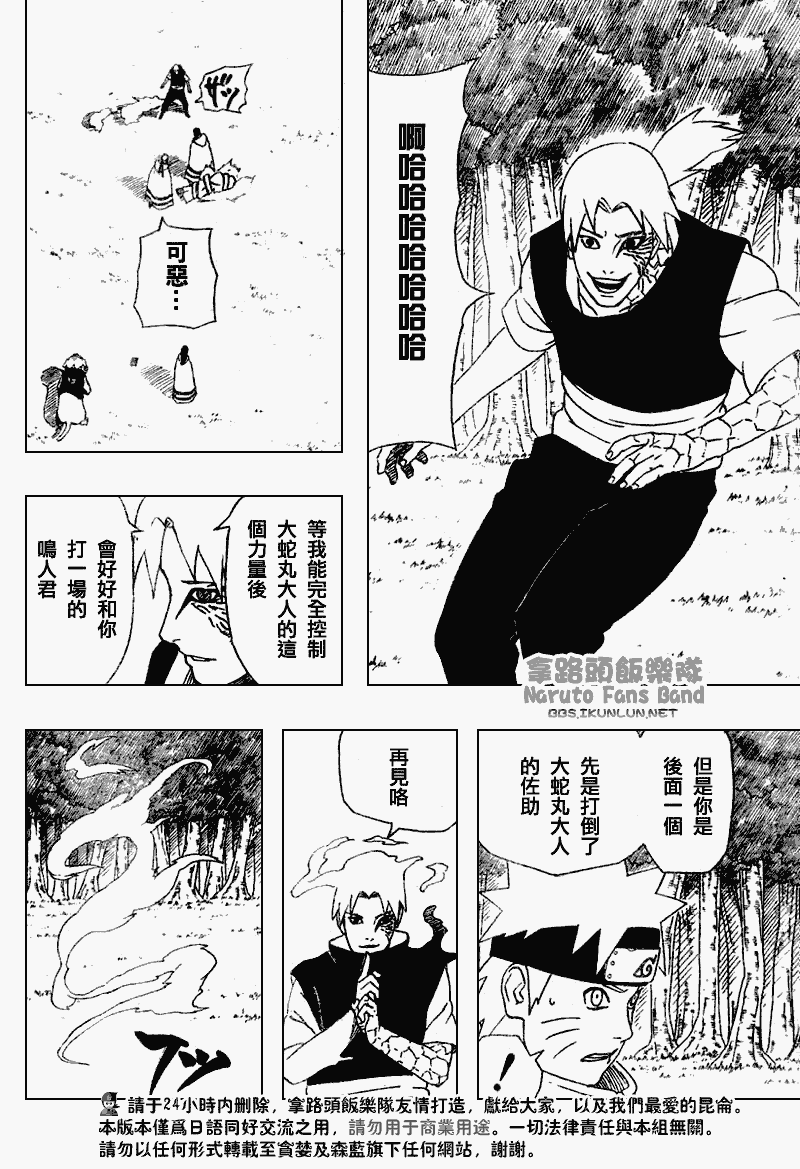 啊哈哈哈哈哈哈哈
ザッ
可惡…
等我能完全控制
大蛇丸大人的這
個力量後
會好好和你
打一場的
鳴人君
拿路頭飯樂隊
Naruto Fans Band
BBS.IKUNLUN.NET
但是你是
後面一個
先是打倒了
大蛇丸大人
的佐助
!
再見咯
フッ
請于24小時内删除，拿路頭飯樂隊友情打造，獻給大家，以及我們最愛的昆侖。
本版本僅爲日語同好交流之用，請勿用于商業用途。一切法律責任與本組無關。
請勿以任何形式轉載至貪婪及森藍旗下任何網站，謝謝。